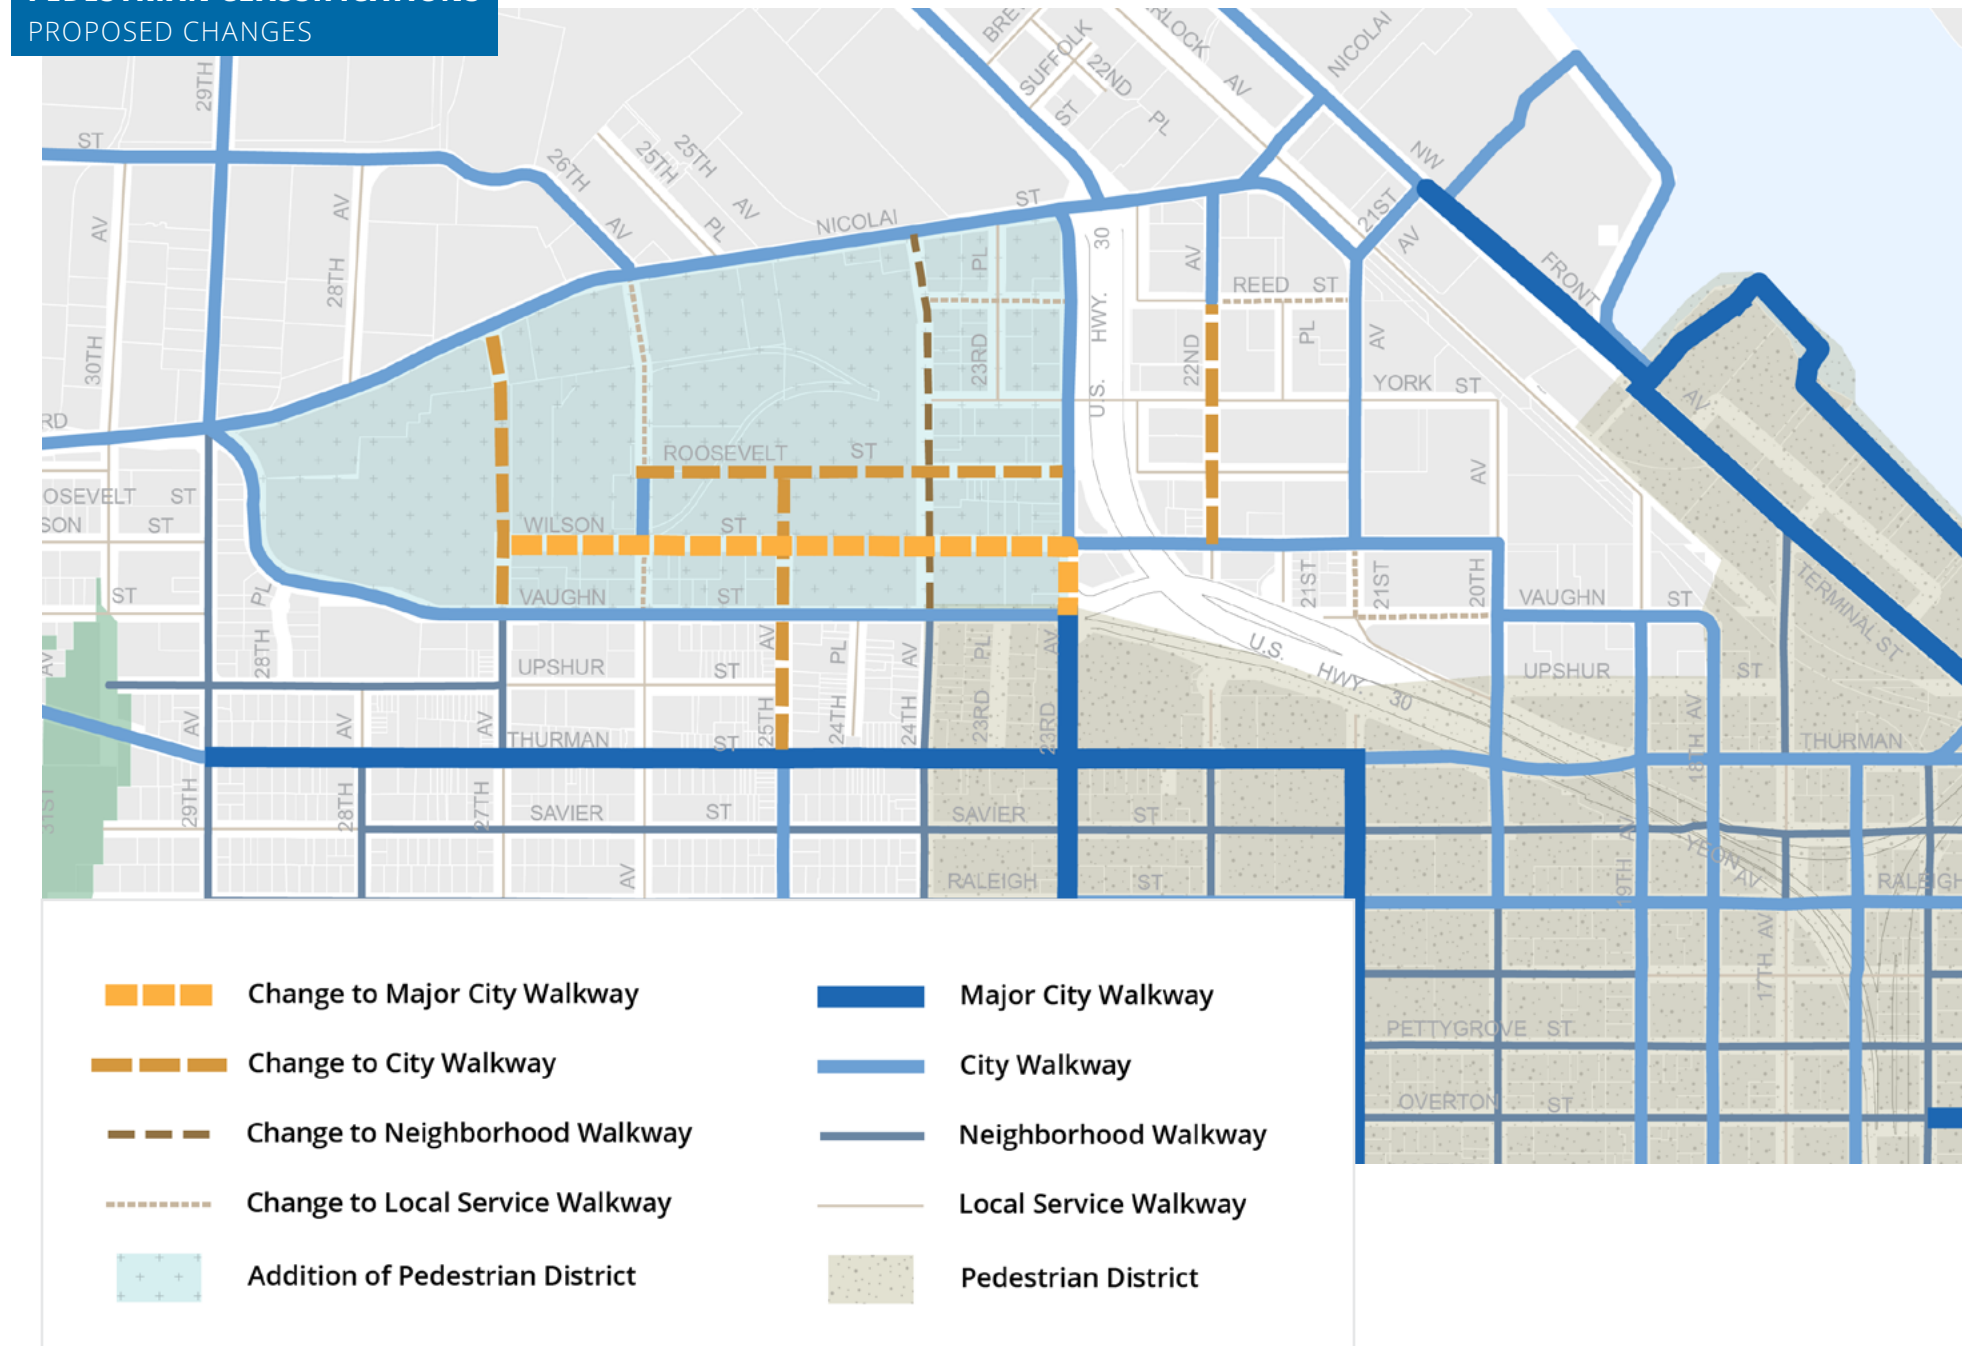 PEDESTRIAN CLASSIFICATIONS
PROPOSED CHANGES
29TH
ST
AV
30TH
AV
28TH
26TH
AV
25TH
PL
25TH
AV
NICOLAI
ST
SUFFOLK
ST
22ND
PL
AV
NICOLAI
NW
21ST
AV
FRONT
AV
30
HWY.
U.S.
PL
23RD
AV
22ND
REED ST
PL
AV
YORK ST
AV
20TH
ROOSEVELT ST
WILSON ST
VAUGHN ST
RD
OSEVELT ST
SON ST
ST
PL
28TH
AV
UPSHUR ST
AV
25TH
PL
24TH
AV
24TH
PL
23RD
AV
23RD
21ST
21ST
U.S. HWY 30
VAUGHN ST
UPSHUR ST
TERMINAL ST
AV
29TH
AV
28TH
AV
27TH
THURMAN ST
THURMAN
18TH AV
31ST
SAVIER ST
SAVIER ST
AV
RALEIGH ST
19TH AV
YEON AV
RALEIGH
17TH AV
PETTYGROVE ST
OVERTON ST
Change to Major City Walkway
Major City Walkway
Change to City Walkway
City Walkway
Change to Neighborhood Walkway
Neighborhood Walkway
Change to Local Service Walkway
Local Service Walkway
Addition of Pedestrian District
Pedestrian District